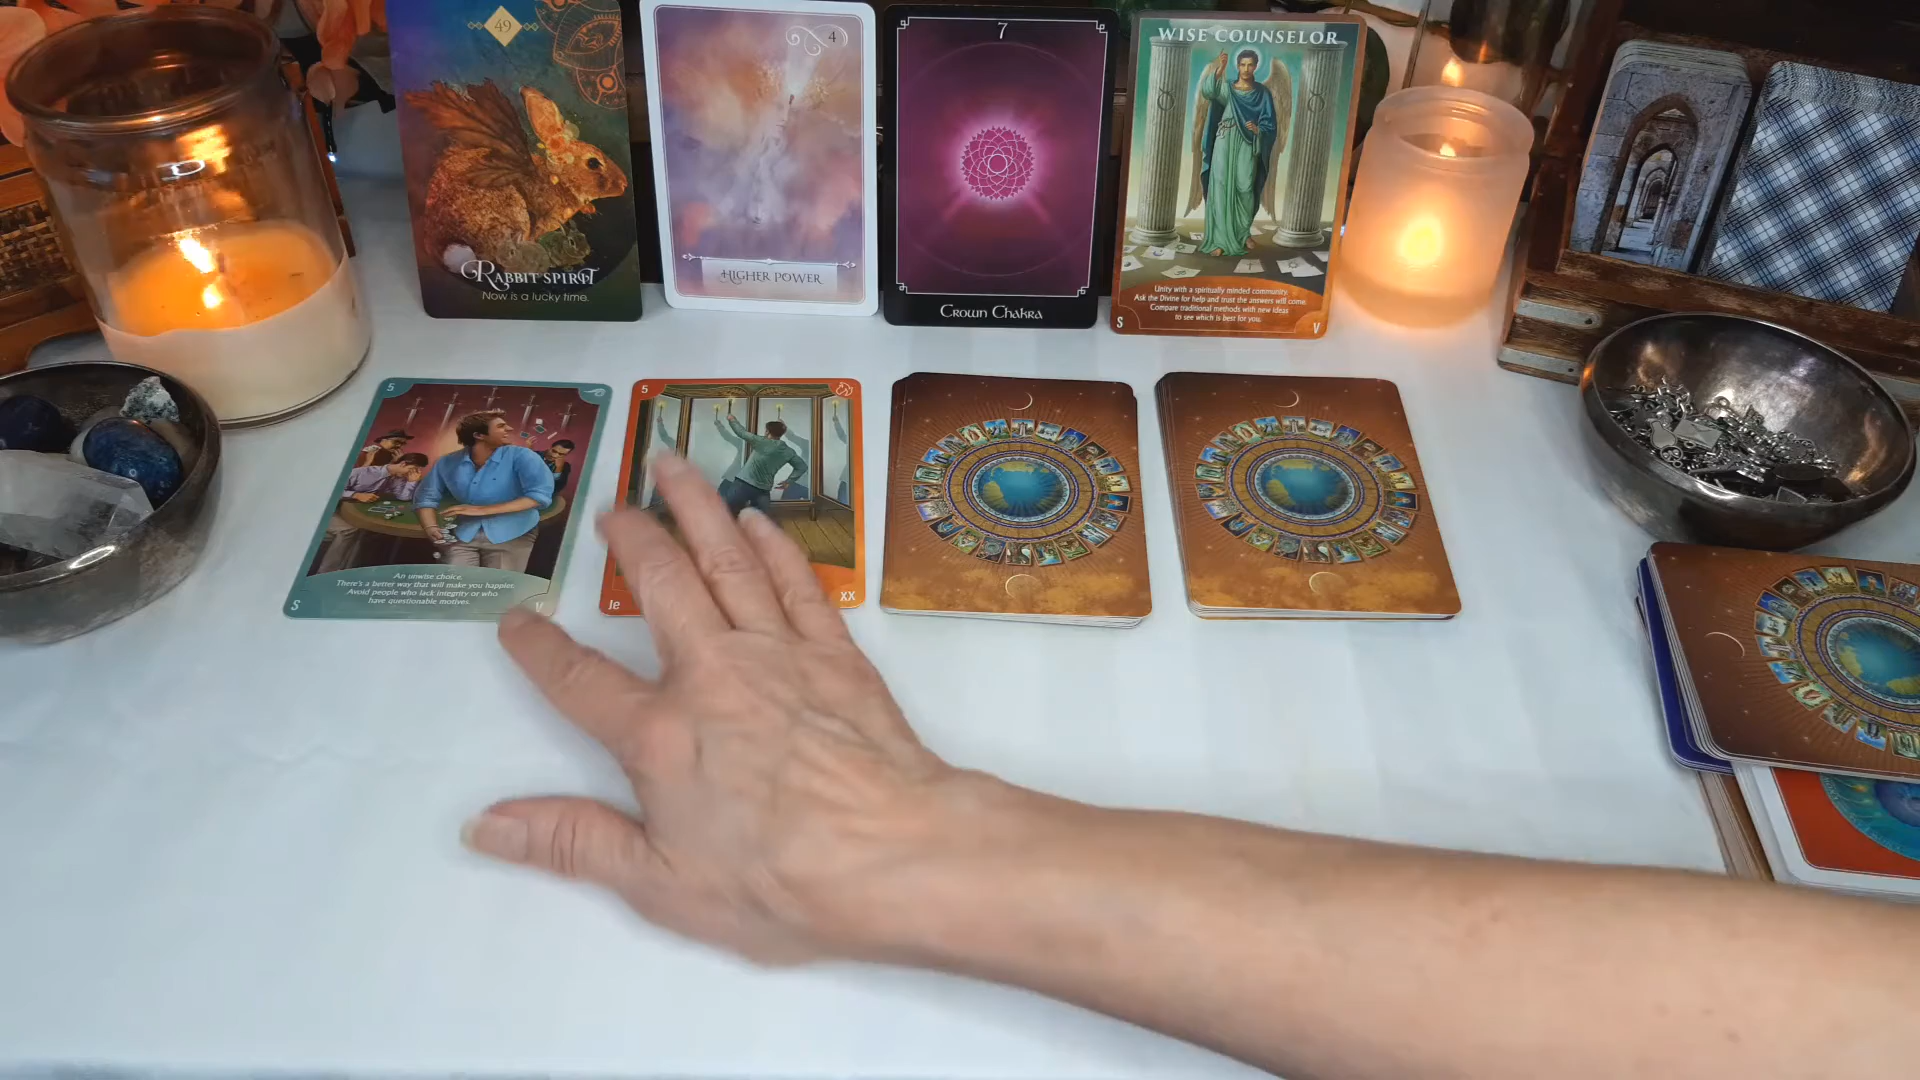 49
RABBIT SPIRIT
Now is a lucky time.
4
HIGHER POWER
7
Crown Chakra
WISE COUNSELOR
Unity with a spiritually minded community.
Ask the Divine for help and trust the answers will come.
Compare traditional methods with new ideas
to see which is best for you.
S
V
5
An unwise choice.
There's a better way that will make you happier.
Avoid people who lack integrity or who
have questionable motives.
S
V
5
Je
XX